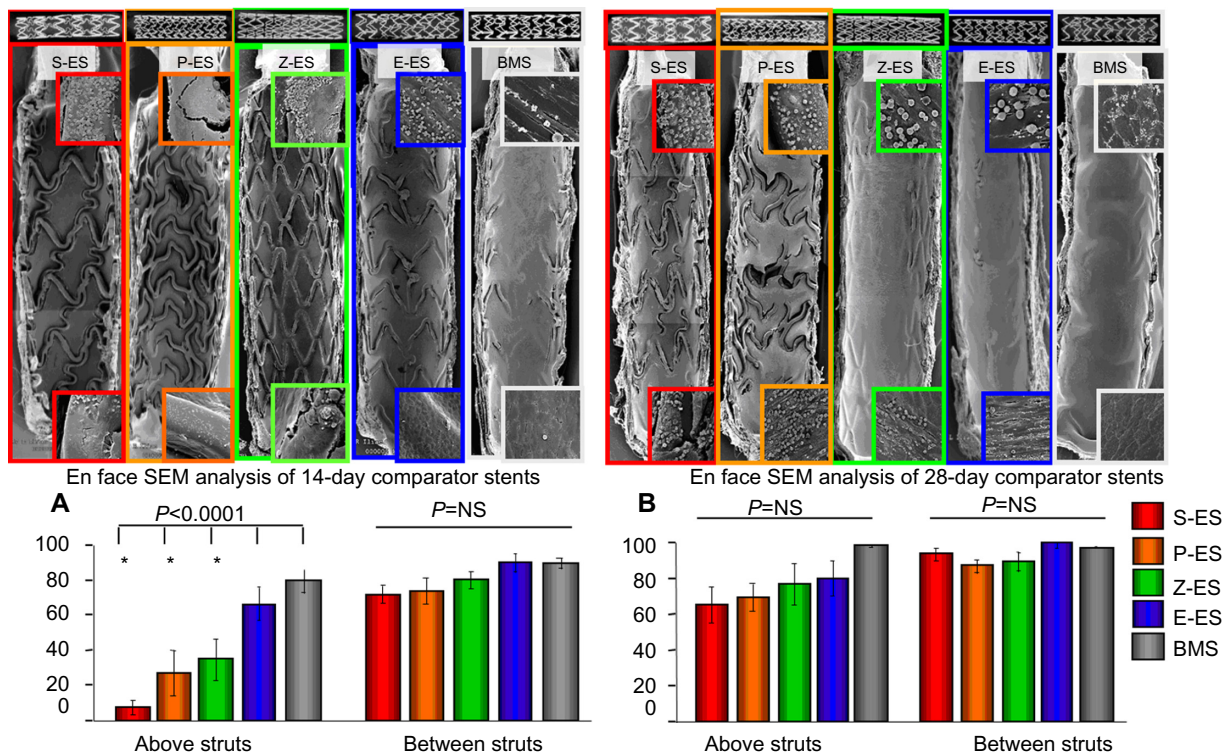 S-ES P-ES Z-ES E-ES BMS
S-ES P-ES Z-ES E-ES BMS
En face SEM analysis of 14-day comparator stents
En face SEM analysis of 28-day comparator stents
A
P<0.0001
P=NS
* * *
100
80
60
40
20
0
Above struts
Between struts
B
P=NS
P=NS
100
80
60
40
20
0
Above struts
Between struts
S-ES
P-ES
Z-ES
E-ES
BMS